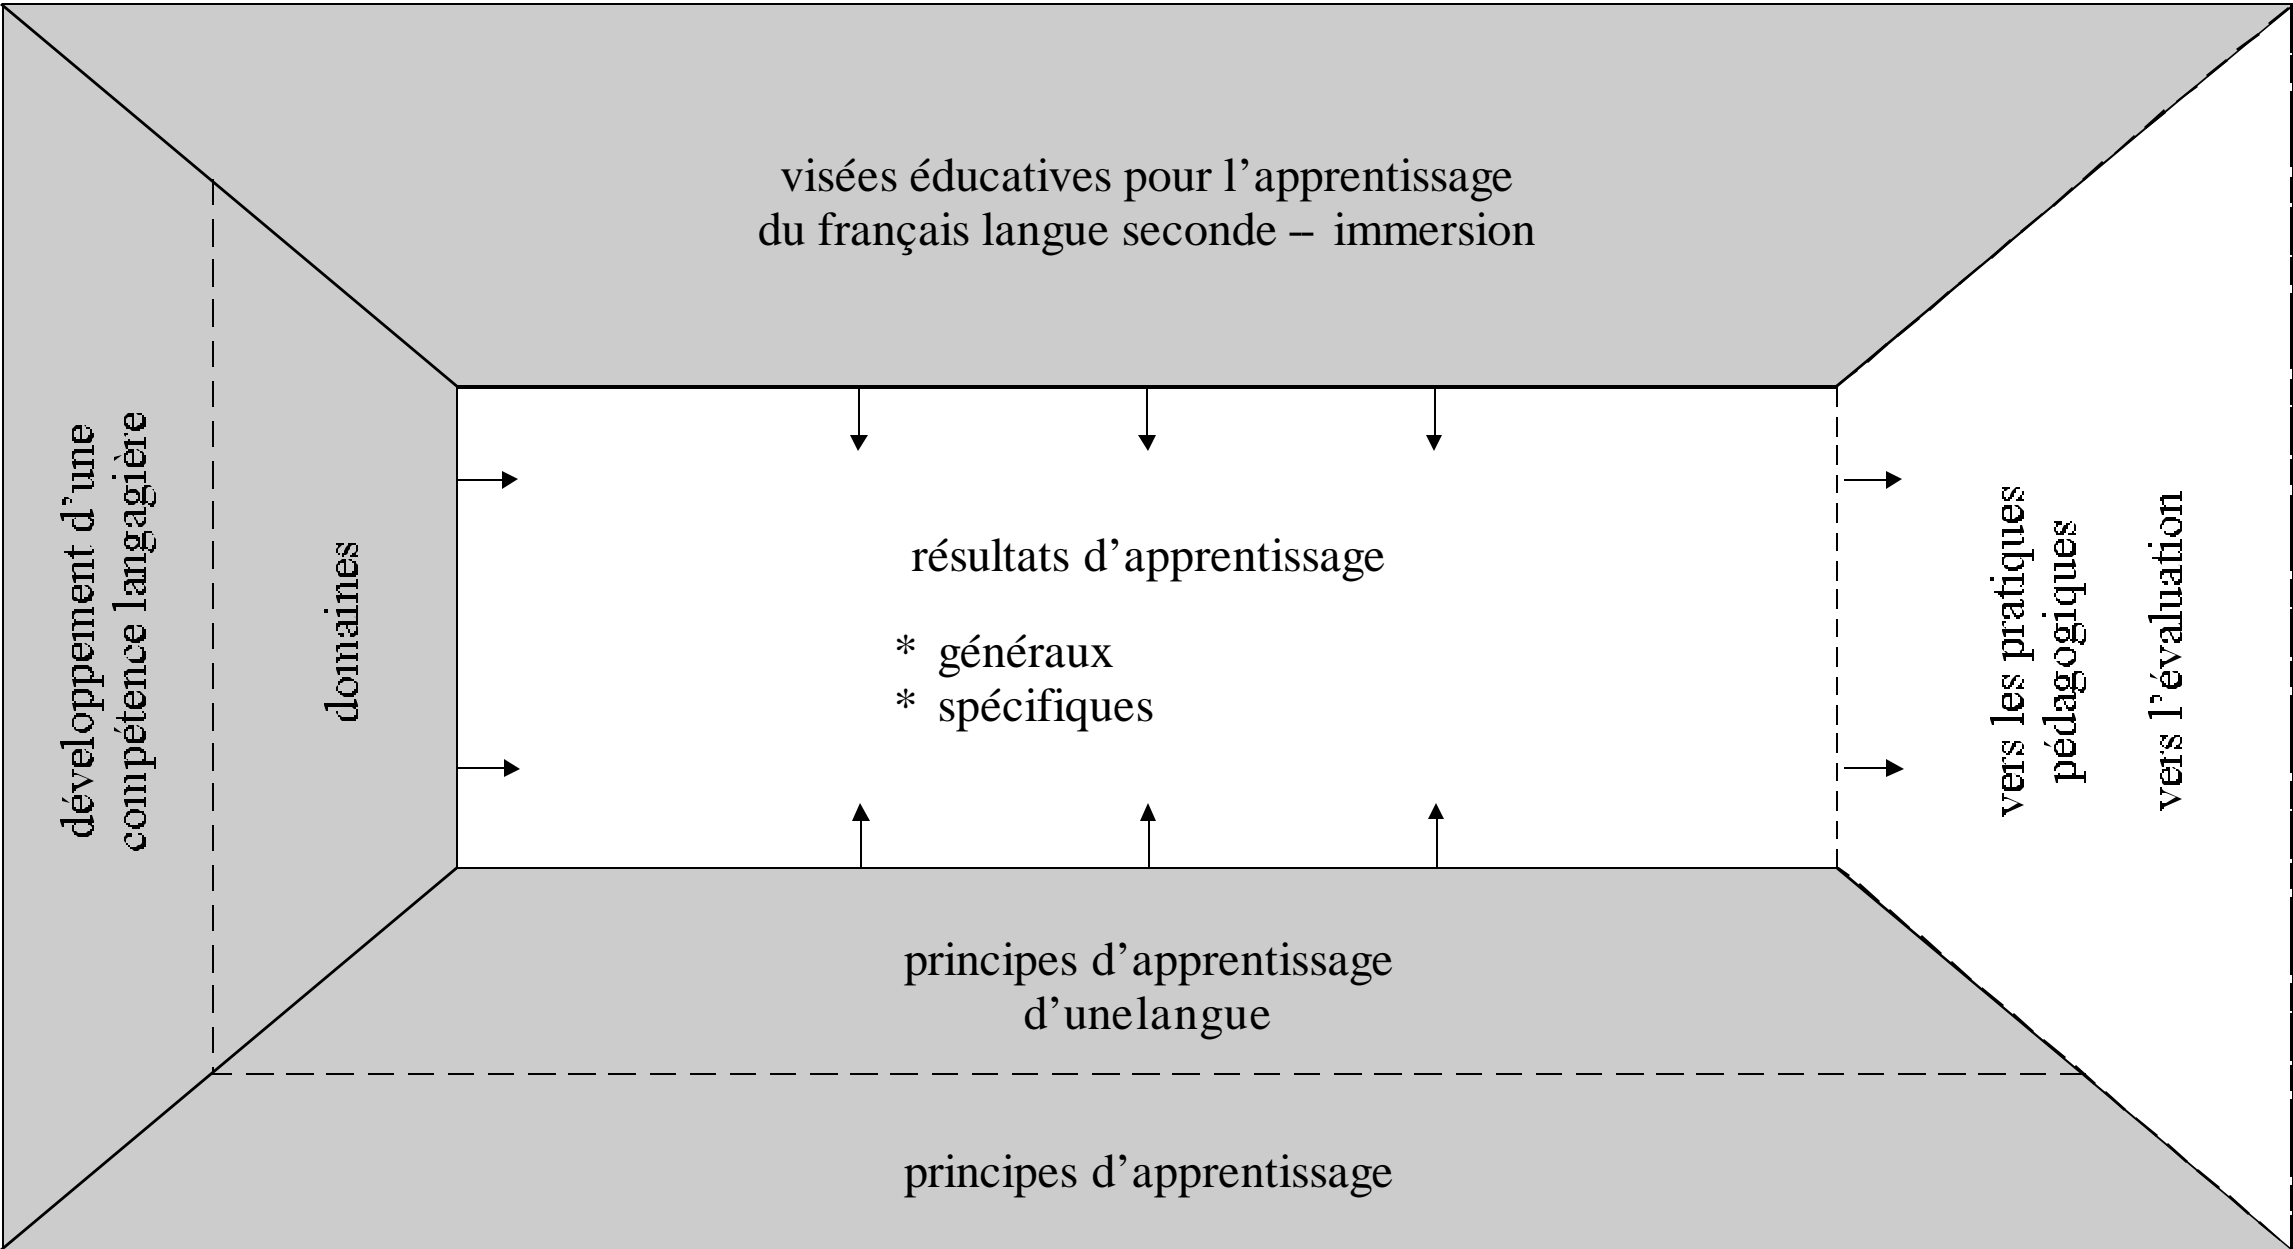 visées éducatives pour l’apprentissage
du français langue seconde – immersion
développement d’une
compétence langagière
domaines
résultats d’apprentissage
* généraux
* spécifiques
vers les pratiques
pédagogiques
vers l’évaluation
principes d’apprentissage
d’unelangue
principes d’apprentissage